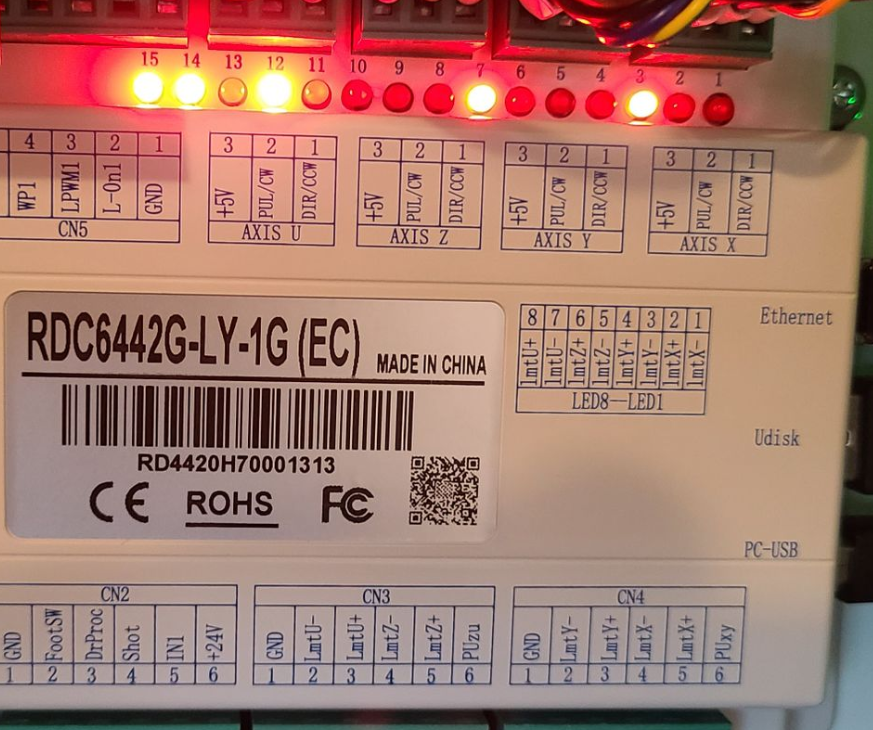 15 14 13 12 11 10 9 8 7 6 5 4 3 2 1
4 3 2 1
WP1 LPWM1 L-On1 GND
CN5
3 2 1
+5V PUL/CW DIR/CCW
AXIS U
3 2 1
+5V PUL/CW DIR/CCW
AXIS Z
3 2 1
+5V PUL/CW DIR/CCW
AXIS Y
3 2 1
+5V PUL/CW DIR/CCW
AXIS X
RDC6442G-LY-1G (EC) MADE IN CHINA
RD4420H70001313
CE ROHS FC
8 7 6 5 4 3 2 1
lmtU+ lmtU- lmtZ+ lmtZ- lmtY+ lmtY- lmtX+ lmtX-
LED8--LED1
Ethernet
Udisk
PC-USB
CN2
GND FootSW DrProc Shot IN1 +24V
1 2 3 4 5 6
CN3
GND LmtU- LmtU+ LmtZ- LmtZ+ PUzu
1 2 3 4 5 6
CN4
GND LmtY- LmtY+ LmtX- LmtX+ PUxy
1 2 3 4 5 6